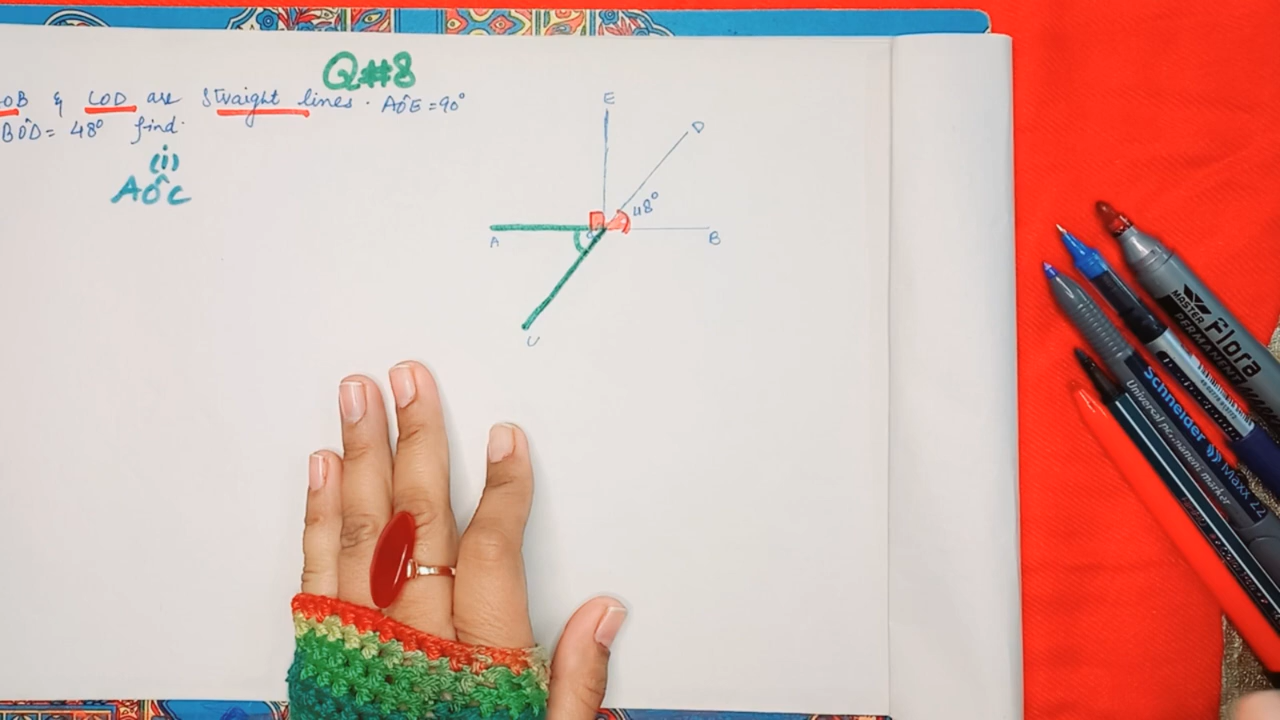 Q#8
OB & COD are straight lines. AÔE = 90°
BÔD = 48° find.
(i)
AÔC
E
D
48°
A
B
C
MASTER Flora
PERMANENT
Schneider Maxx
Universal permanent marker